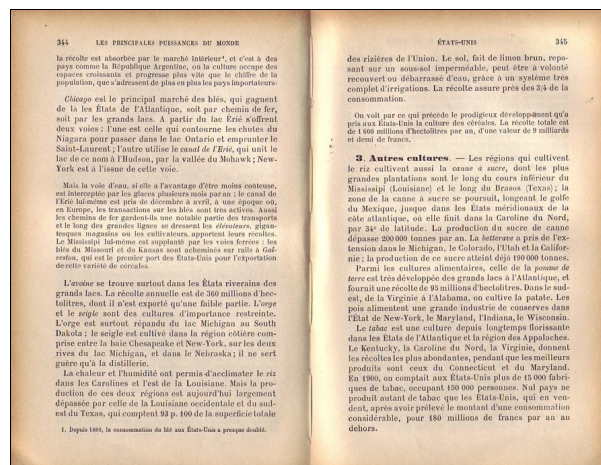 344 LES PRINCIPALES PUISSANCES DU MONDE
la récolte est absorbée par le marché intérieur¹, et c'est à des
pays comme la République Argentine, où la culture occupe des
espaces croissants et progresse plus vite que le chiffre de la
population, que s'adressent de plus en plus les pays importateurs.
Chicago est le principal marché des blés, qui gagnent
de là les États de l'Atlantique, soit par chemin de fer,
soit par les grands lacs. A partir du lac Érié s'offrent
deux voies : l'une est celle qui contourne les chutes du
Niagara pour passer dans le lac Ontario et emprunter le
Saint-Laurent ; l'autre utilise le canal de l'Érié, qui unit le
lac de ce nom à l'Hudson, par la vallée du Mohawk ; New-
York est à l'issue de cette voie.
Mais la voie d'eau, si elle a l'avantage d'être moins conteuse,
est interceptée par les glaces plusieurs mois par an : le canal de
l'Érié lui-même est pris de décembre à avril, à une époque où,
en Europe, les transactions sur les blés sont très actives. Aussi
les chemins de fer gardent-ils une notable partie des transports
et le long des grandes lignes se dressent les élévateurs, gigan-
tesques magasins où les cultivateurs apportent leurs récoltes.
Le Mississipi lui-même est supplanté par les voies ferrées : les
blés du Missouri et du Kansas sont acheminés sur rails à Gal-
veston, qui est le premier port des États-Unis pour l'exportation
de cette variété de céréales.
L'avoine se trouve surtout dans les États riverains des
grands lacs. La récolte annuelle est de 360 millions d'hec-
tolitres, dont il n'est exporté qu'une faible partie. L'orge
et le seigle sont des cultures d'importance restreinte.
L'orge est surtout répandu du lac Michigan au South
Dakota ; le seigle est cultivé dans la région côtière com-
prise entre la baie Chesapeake et New-York, sur les deux
rives du lac Michigan, et dans le Nebraska ; il ne sert
guère qu'à la distillerie.
La chaleur et l'humidité ont permis d'acclimater le riz
dans les Carolines et l'est de la Louisiane. Mais la pro-
duction de ces deux régions est aujourd'hui largement
dépassée par celle de la Louisiane occidentale et du sud-
est du Texas, qui comptent 93 p. 100 de la superficie totale
1. Depuis 1880, la consommation du blé aux États-Unis a presque doublé.
ÉTATS-UNIS 345
des rizières de l'Union. Le sol, fait de limon brun, repo-
sant sur un sous-sol imperméable, peut être à volonté
recouvert ou débarrassé d'eau, grâce à un système très
complet d'irrigations. La récolte assure près des 3/4 de la
consommation.
On voit par ce qui précède le prodigieux développement qu'a
pris aux États-Unis la culture des céréales. La récolte totale est
de 1 600 millions d'hectolitres par an, d'une valeur de 9 milliards
et demi de francs.
3. Autres cultures. — Les régions qui cultivent
le riz cultivent aussi la canne à sucre, dont les plus
grandes plantations sont le long du cours inférieur du
Mississipi (Louisiane) et le long du Brasos (Texas) ; la
zone de la canne à sucre se poursuit, longeant le golfe
du Mexique, jusque dans les États méridionaux de la
côte atlantique, où elle finit dans la Caroline du Nord,
par 34° de latitude. La production du sucre de canne
dépasse 200 000 tonnes par an. La betterave a pris de l'ex-
tension dans le Michigan, le Colorado, l'Utah et la Califor-
nie ; la production de ce sucre atteint déjà 190 000 tonnes.
Parmi les cultures alimentaires, celle de la pomme de
terre est très développée des grands lacs à l'Atlantique, et
fournit une récolte de 95 millions d'hectolitres. Dans le sud-
est, de la Virginie à l'Alabama, on cultive la patate. Les
pois alimentent une grande industrie de conserves dans
l'État de New-York, le Maryland, l'Indiana, le Wisconsin.
Le tabac est une culture depuis longtemps florissante
dans les États de l'Atlantique et la région des Appalaches.
Le Kentucky, la Caroline du Nord, la Virginie, donnent
les récoltes les plus abondantes, pendant que les meilleurs
produits sont ceux du Connecticut et du Maryland.
En 1900, on comptait aux États-Unis plus de 15 000 fabri-
ques de tabac, occupant 150 000 personnes. Nul pays ne
produit autant de tabac que les États-Unis, qui en ven-
dent, après avoir prélevé le montant d'une consommation
considérable, pour 180 millions de francs par an au
dehors.